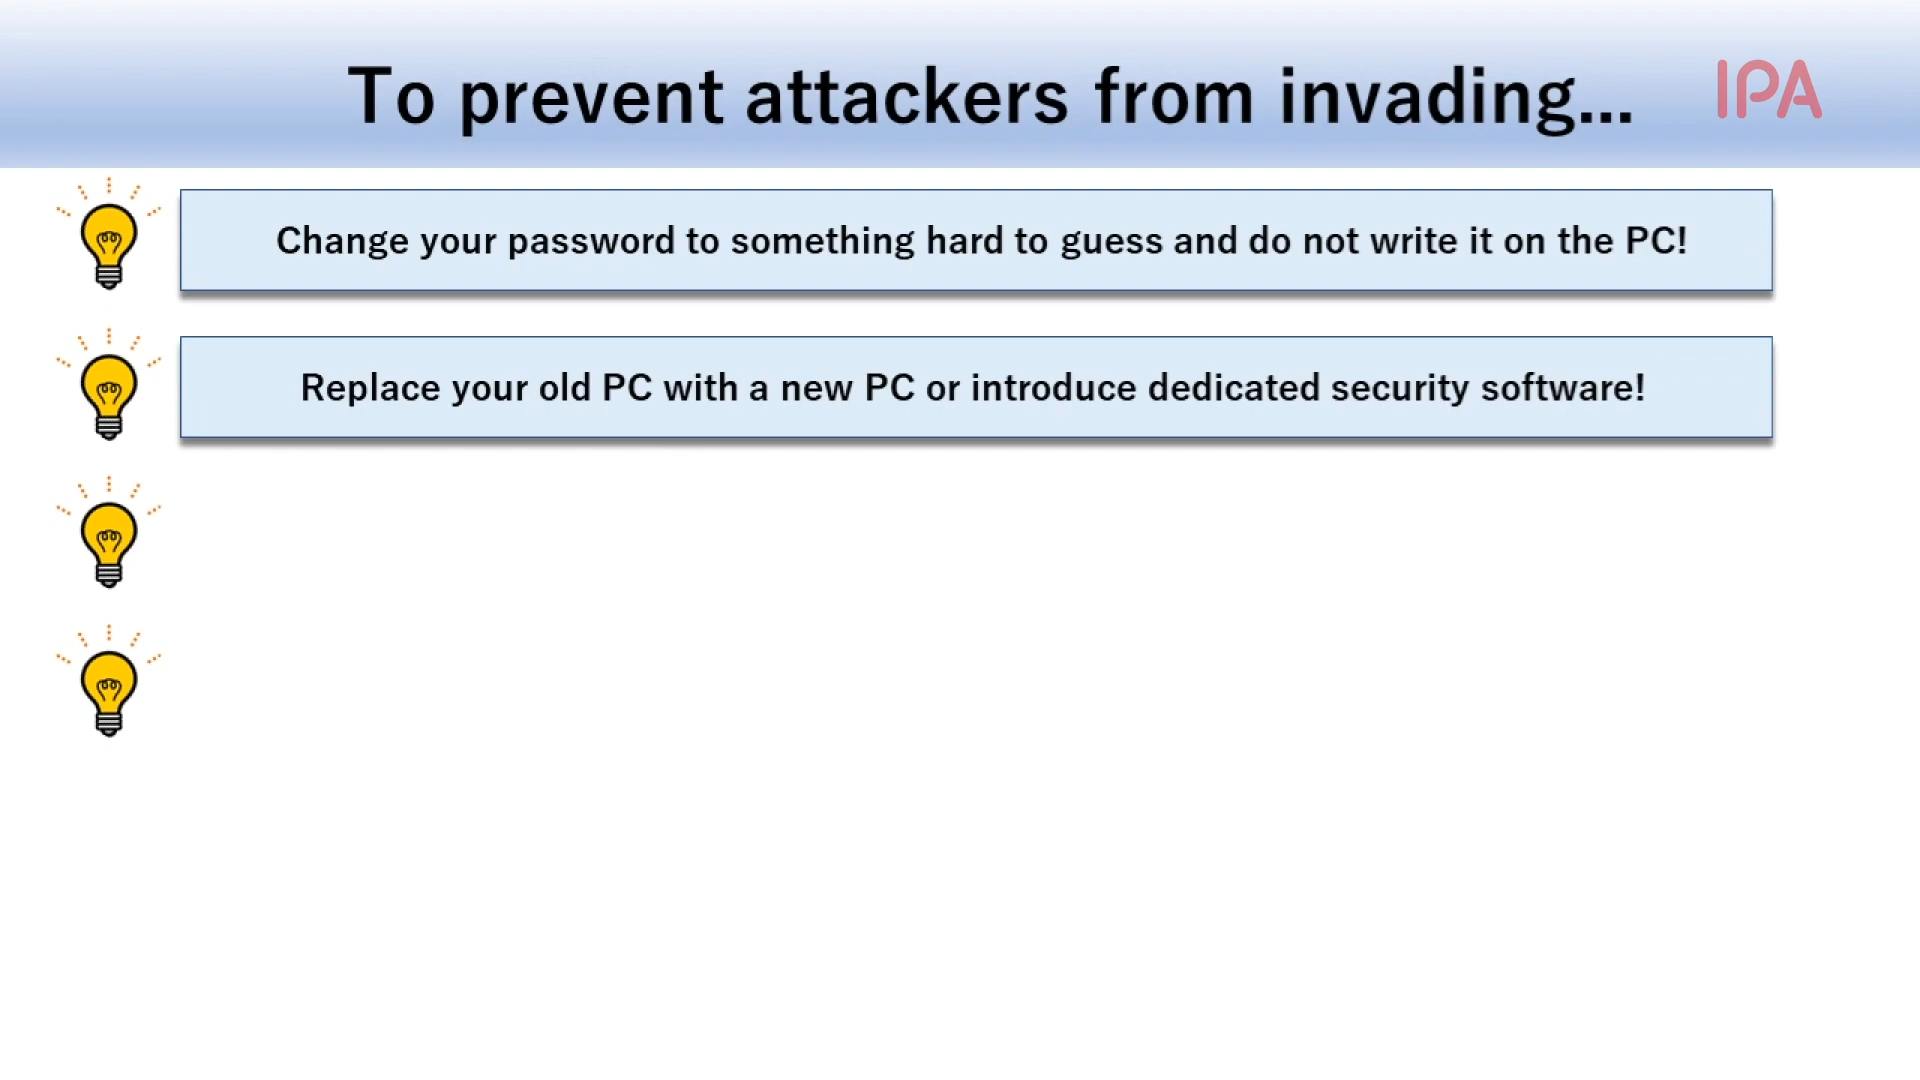 To prevent attackers from invading...
IPA
Change your password to something hard to guess and do not write it on the PC!
Replace your old PC with a new PC or introduce dedicated security software!